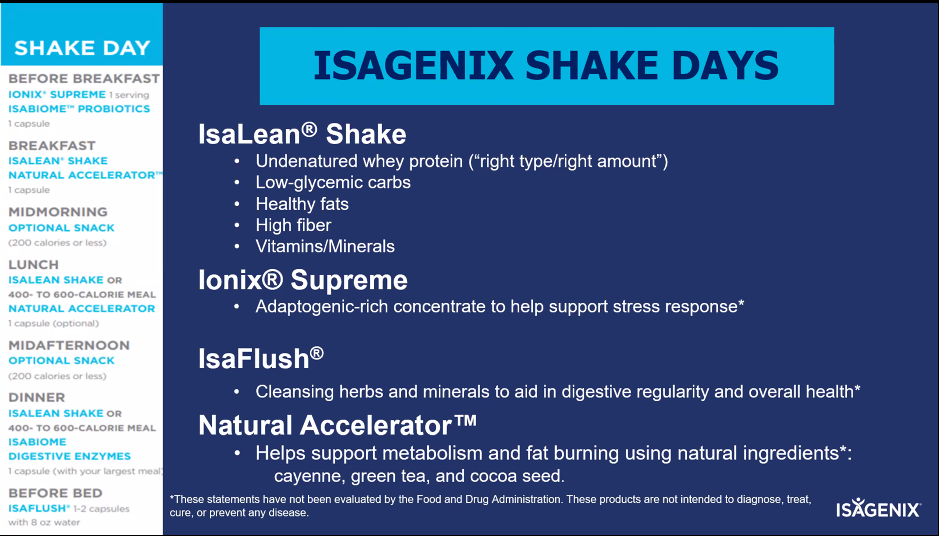 SHAKE DAY
BEFORE BREAKFAST
IONIX® SUPREME 1 serving
ISABIOME™ PROBIOTICS
1 capsule
BREAKFAST
ISALEAN® SHAKE
NATURAL ACCELERATOR™
1 capsule
MIDMORNING
OPTIONAL SNACK
(200 calories or less)
LUNCH
ISALEAN SHAKE OR
400- TO 600-CALORIE MEAL
NATURAL ACCELERATOR
1 capsule (optional)
MIDAFTERNOON
OPTIONAL SNACK
(200 calories or less)
DINNER
ISALEAN SHAKE OR
400- TO 600-CALORIE MEAL
ISABIOME
DIGESTIVE ENZYMES
1 capsule (with your largest meal)
BEFORE BED
ISAFLUSH® 1-2 capsules
with 8 oz water
ISAGENIX SHAKE DAYS
IsaLean® Shake
• Undenatured whey protein (“right type/right amount”)
• Low-glycemic carbs
• Healthy fats
• High fiber
• Vitamins/Minerals
Ionix® Supreme
• Adaptogen​ic-rich concentrate to help support stress response*
IsaFlush®
• Cleansing herbs and minerals to aid in digestive regularity and overall health*
Natural Accelerator™
• Helps support metabolism and fat burning using natural ingredients*:
cayenne, green tea, and cocoa seed.
*These statements have not been evaluated by the Food and Drug Administration. These products are not intended to diagnose, treat,
cure, or prevent any disease.
ISAGENIX